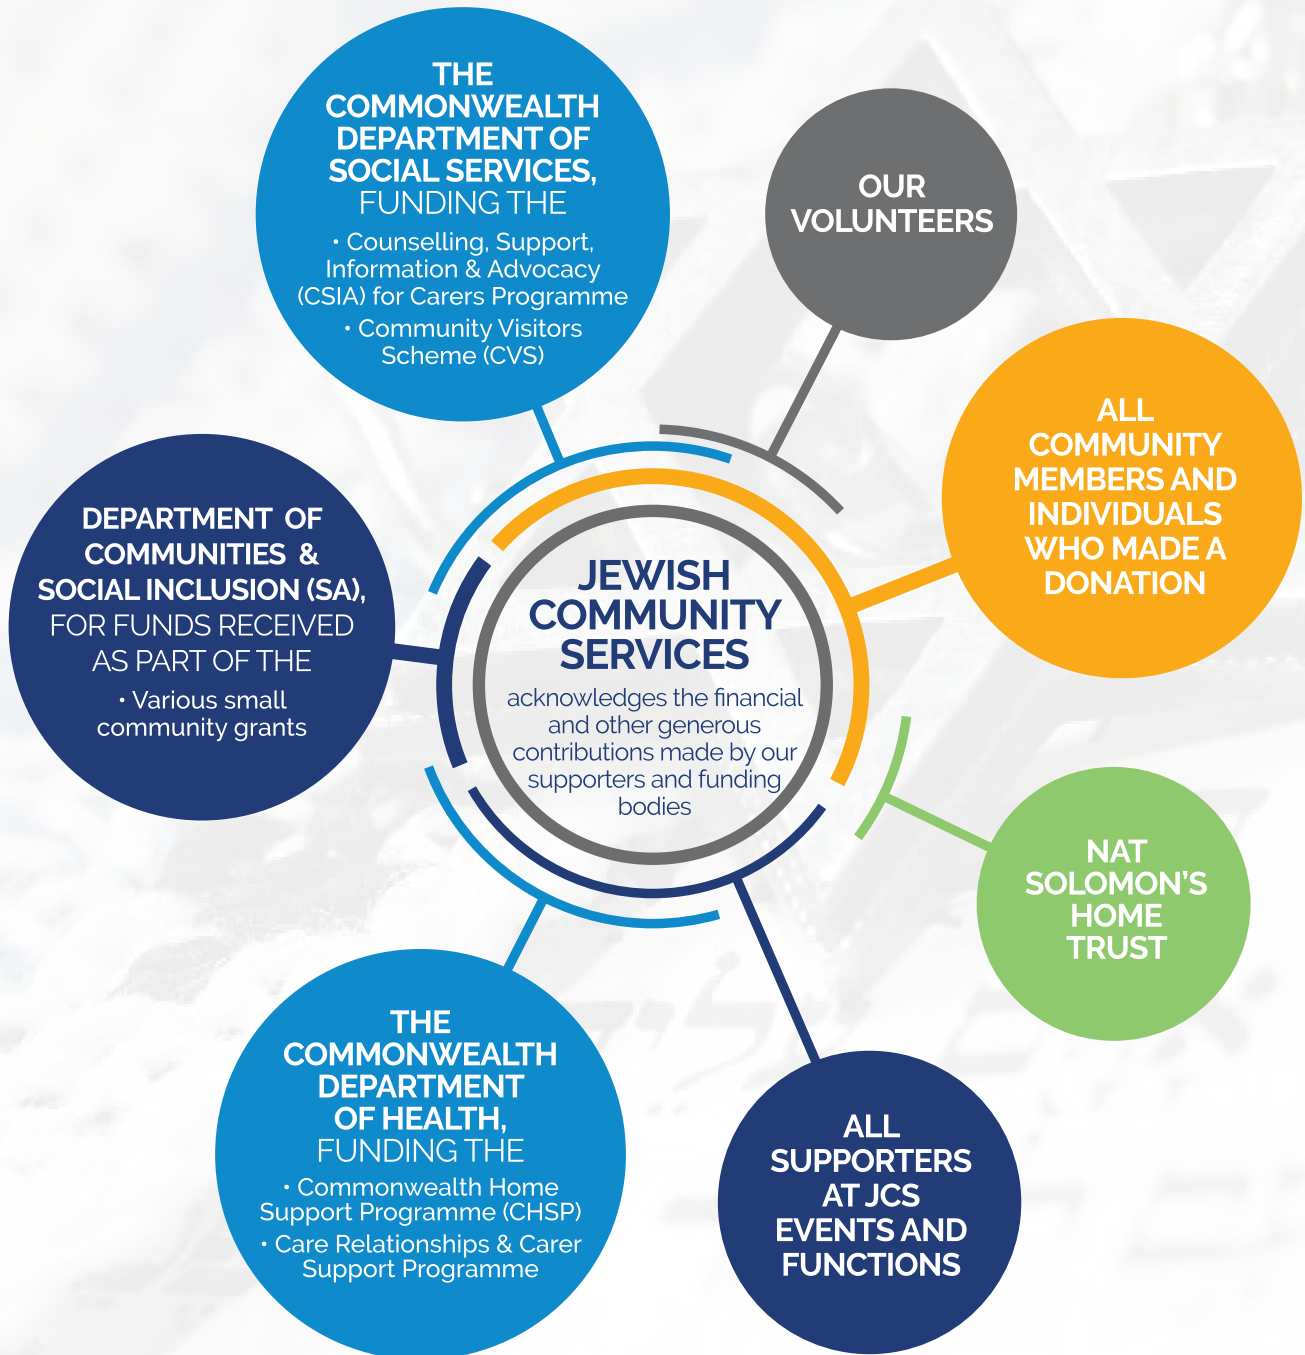 THE
COMMONWEALTH
DEPARTMENT OF
SOCIAL SERVICES,
FUNDING THE
• Counselling, Support,
Information & Advocacy
(CSIA) for Carers Programme
• Community Visitors
Scheme (CVS)
OUR
VOLUNTEERS
ALL
COMMUNITY
MEMBERS AND
INDIVIDUALS
WHO MADE A
DONATION
DEPARTMENT OF
COMMUNITIES &
SOCIAL INCLUSION (SA),
FOR FUNDS RECEIVED
AS PART OF THE
• Various small
community grants
JEWISH
COMMUNITY
SERVICES
acknowledges the financial
and other generous
contributions made by our
supporters and funding
bodies
NAT
SOLOMON'S
HOME
TRUST
THE
COMMONWEALTH
DEPARTMENT
OF HEALTH,
FUNDING THE
• Commonwealth Home
Support Programme (CHSP)
• Care Relationships & Carer
Support Programme
ALL
SUPPORTERS
AT JCS
EVENTS AND
FUNCTIONS